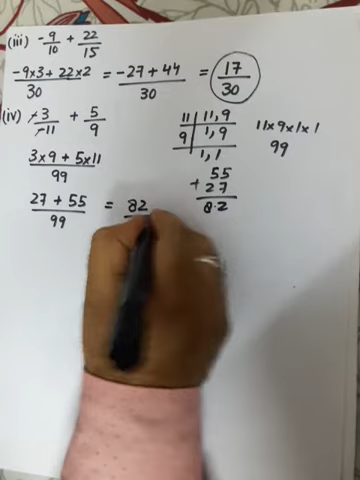 (iii) -9/10 + 22/15
-9×3 + 22×2 / 30 = -27 + 44 / 30 = 17/30
(iv) -3/-11 + 5/9
3×9 + 5×11 / 99
27 + 55 / 99 = 82
11 | 11, 9
9 | 1, 9
1, 1
11×9×1×1
99
+ 55
27
8.2